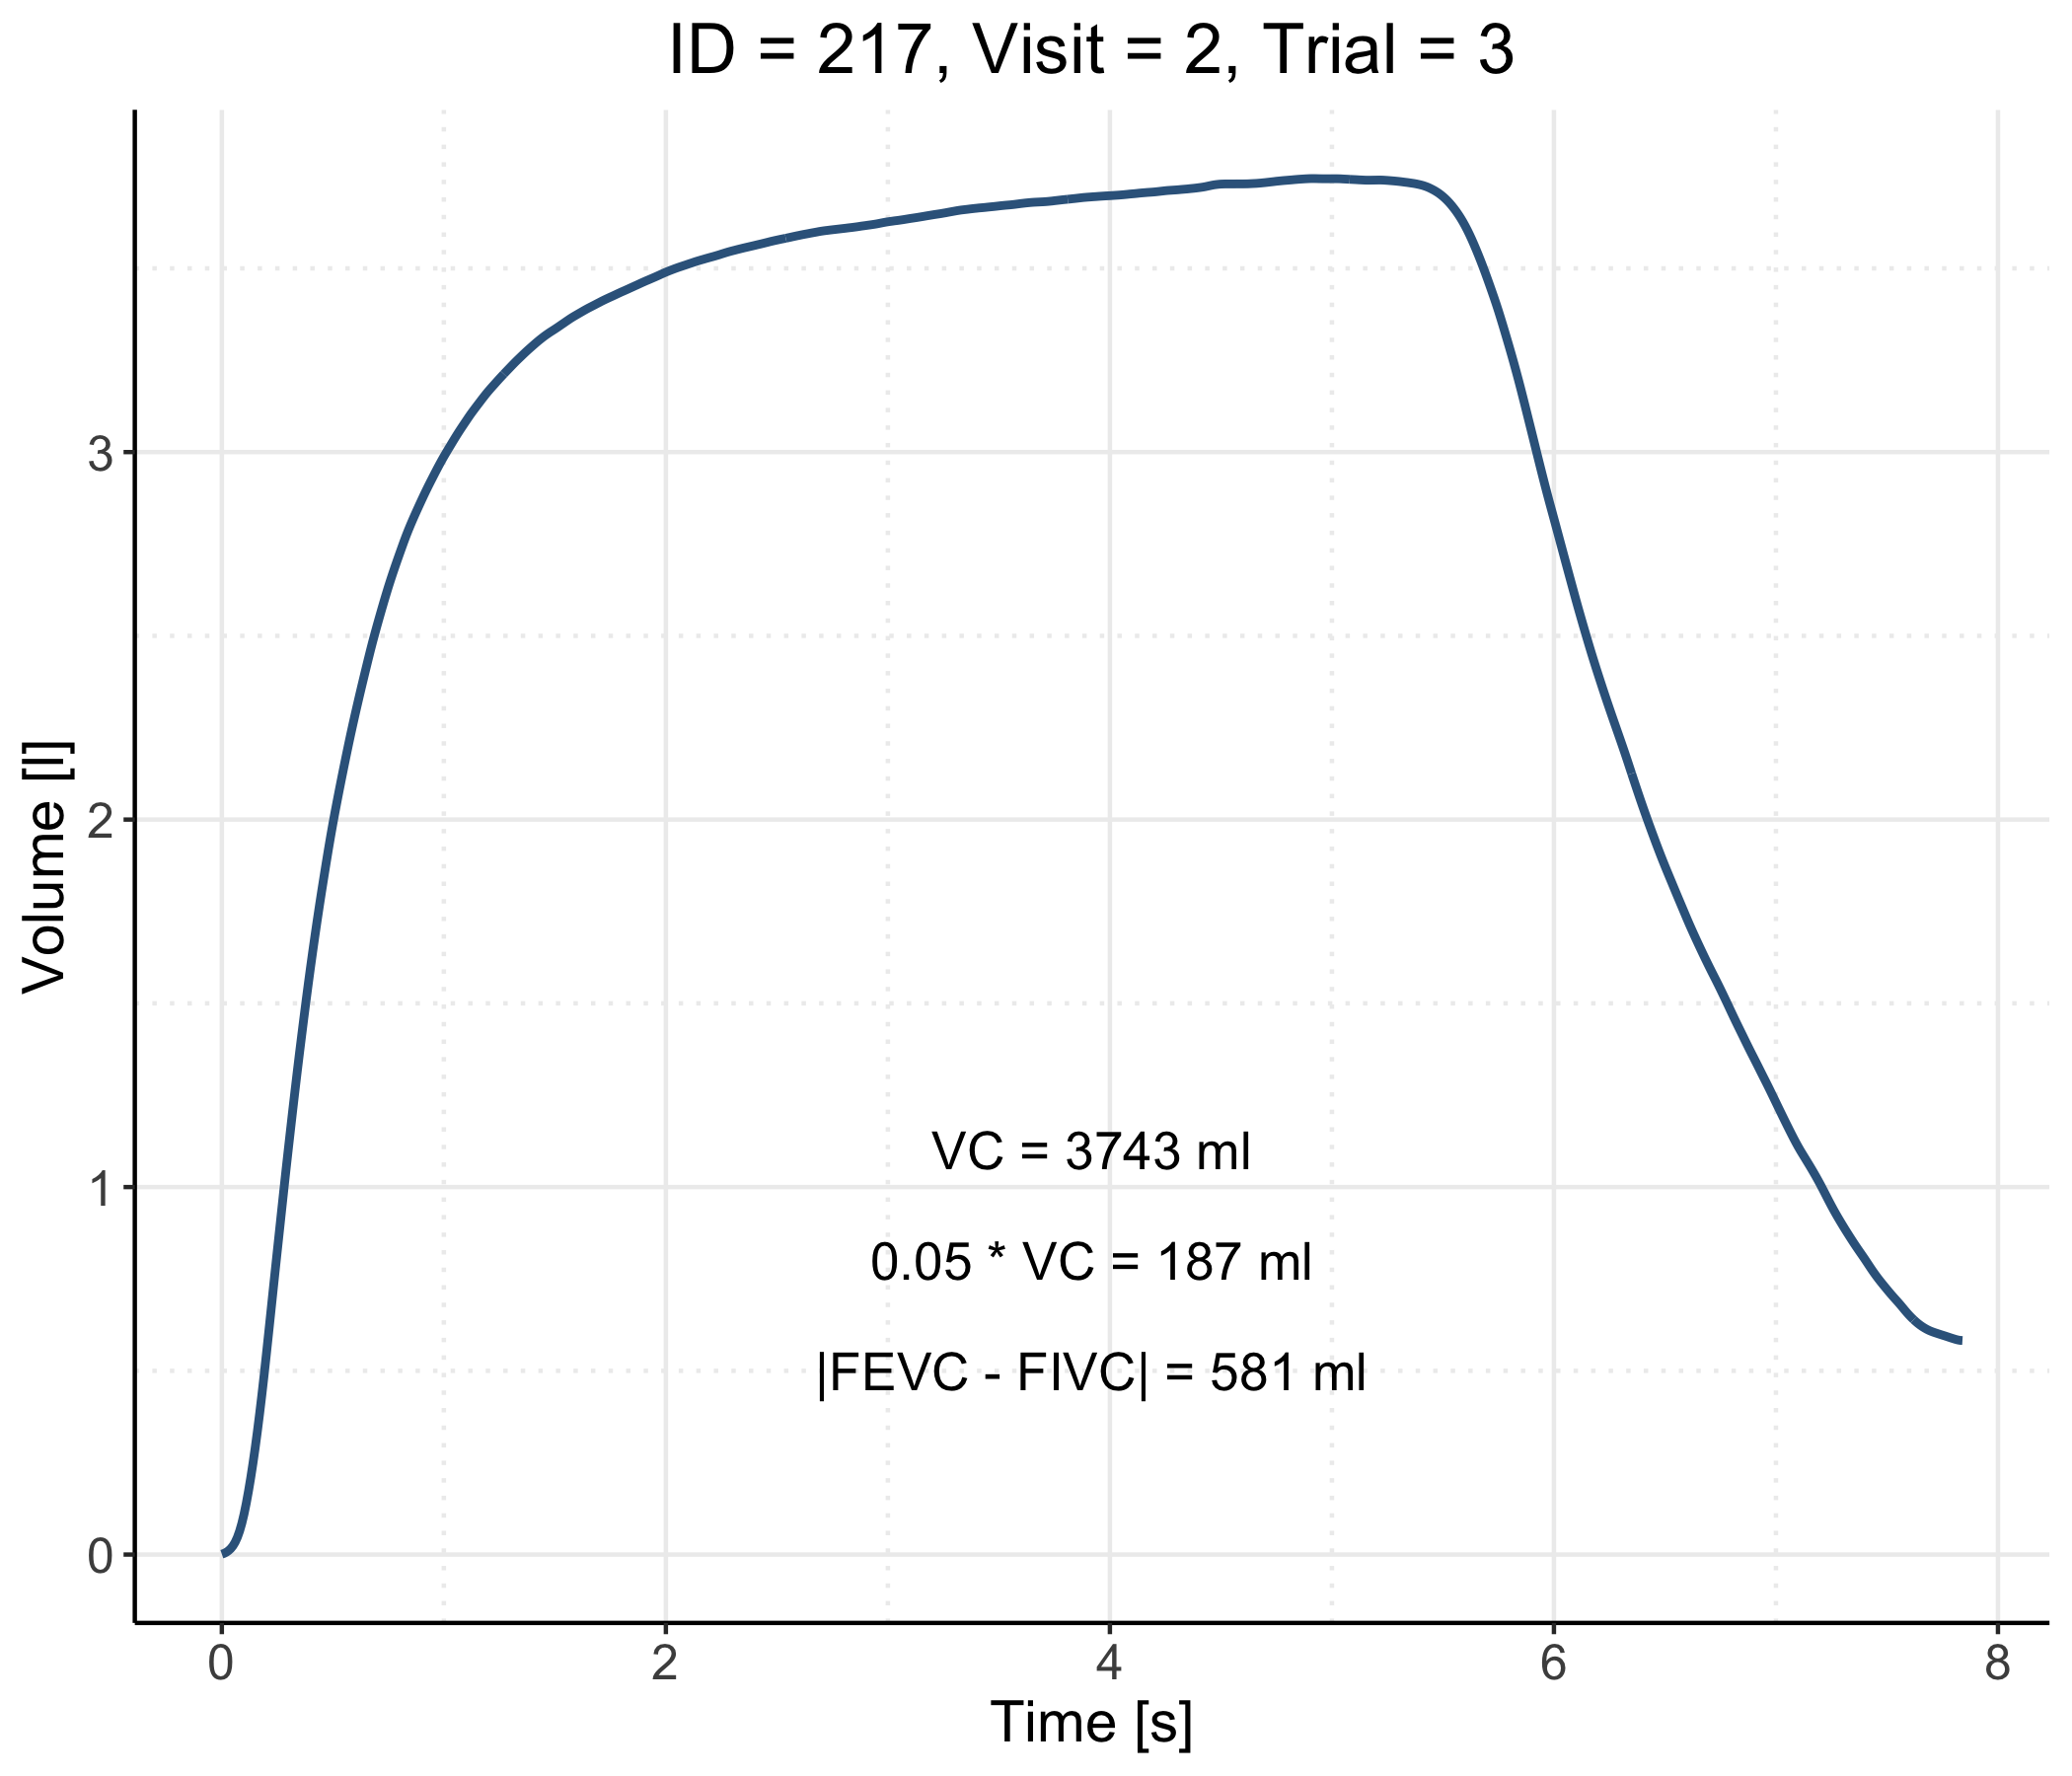 ID = 217, Visit = 2, Trial = 3
Volume [l]
3
2
1
0
VC = 3743 ml
0.05 * VC = 187 ml
|FEVC - FIVC| = 581 ml
0 2 4 6 8
Time [s]